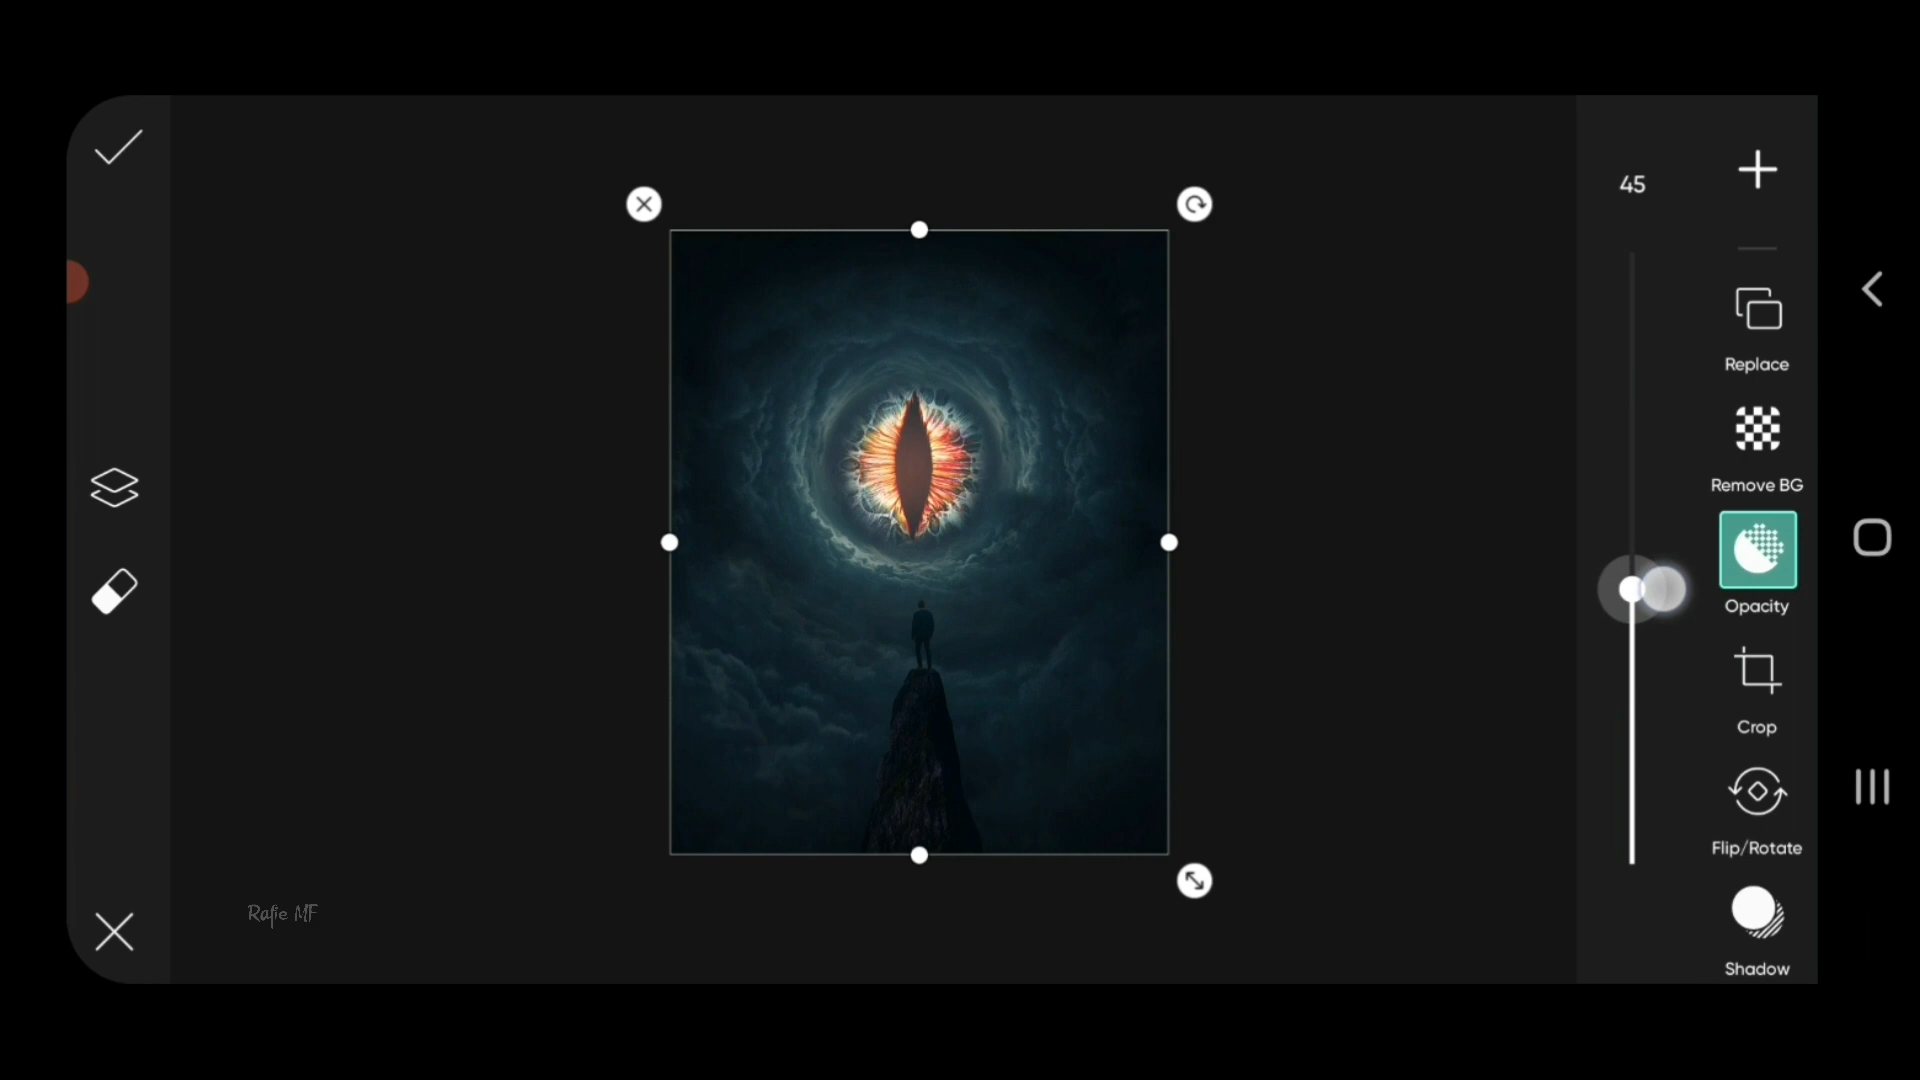 45
Replace
Remove BG
Opacity
Crop
Flip/Rotate
Shadow
Rafie MF